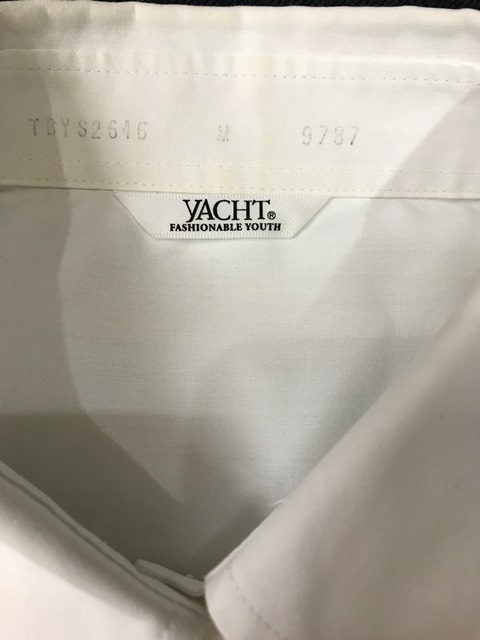 TBYS2646 M 9787
YACHT®
FASHIONABLE YOUTH